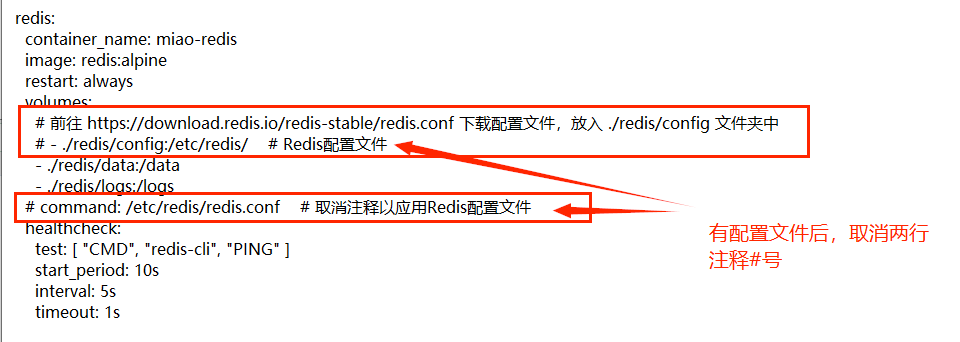 redis:
container_name: miao-redis
image: redis:alpine
restart: always
volumes:
# 前往 https://download.redis.io/redis-stable/redis.conf 下载配置文件，放入 ./redis/config 文件夹中
# - ./redis/config:/etc/redis/ # Redis配置文件
- ./redis/data:/data
- ./redis/logs:/logs
# command: /etc/redis/redis.conf # 取消注释以应用Redis配置文件
healthcheck:
test: [ "CMD", "redis-cli", "PING" ]
start_period: 10s
interval: 5s
timeout: 1s
有配置文件后，取消两行
注释#号